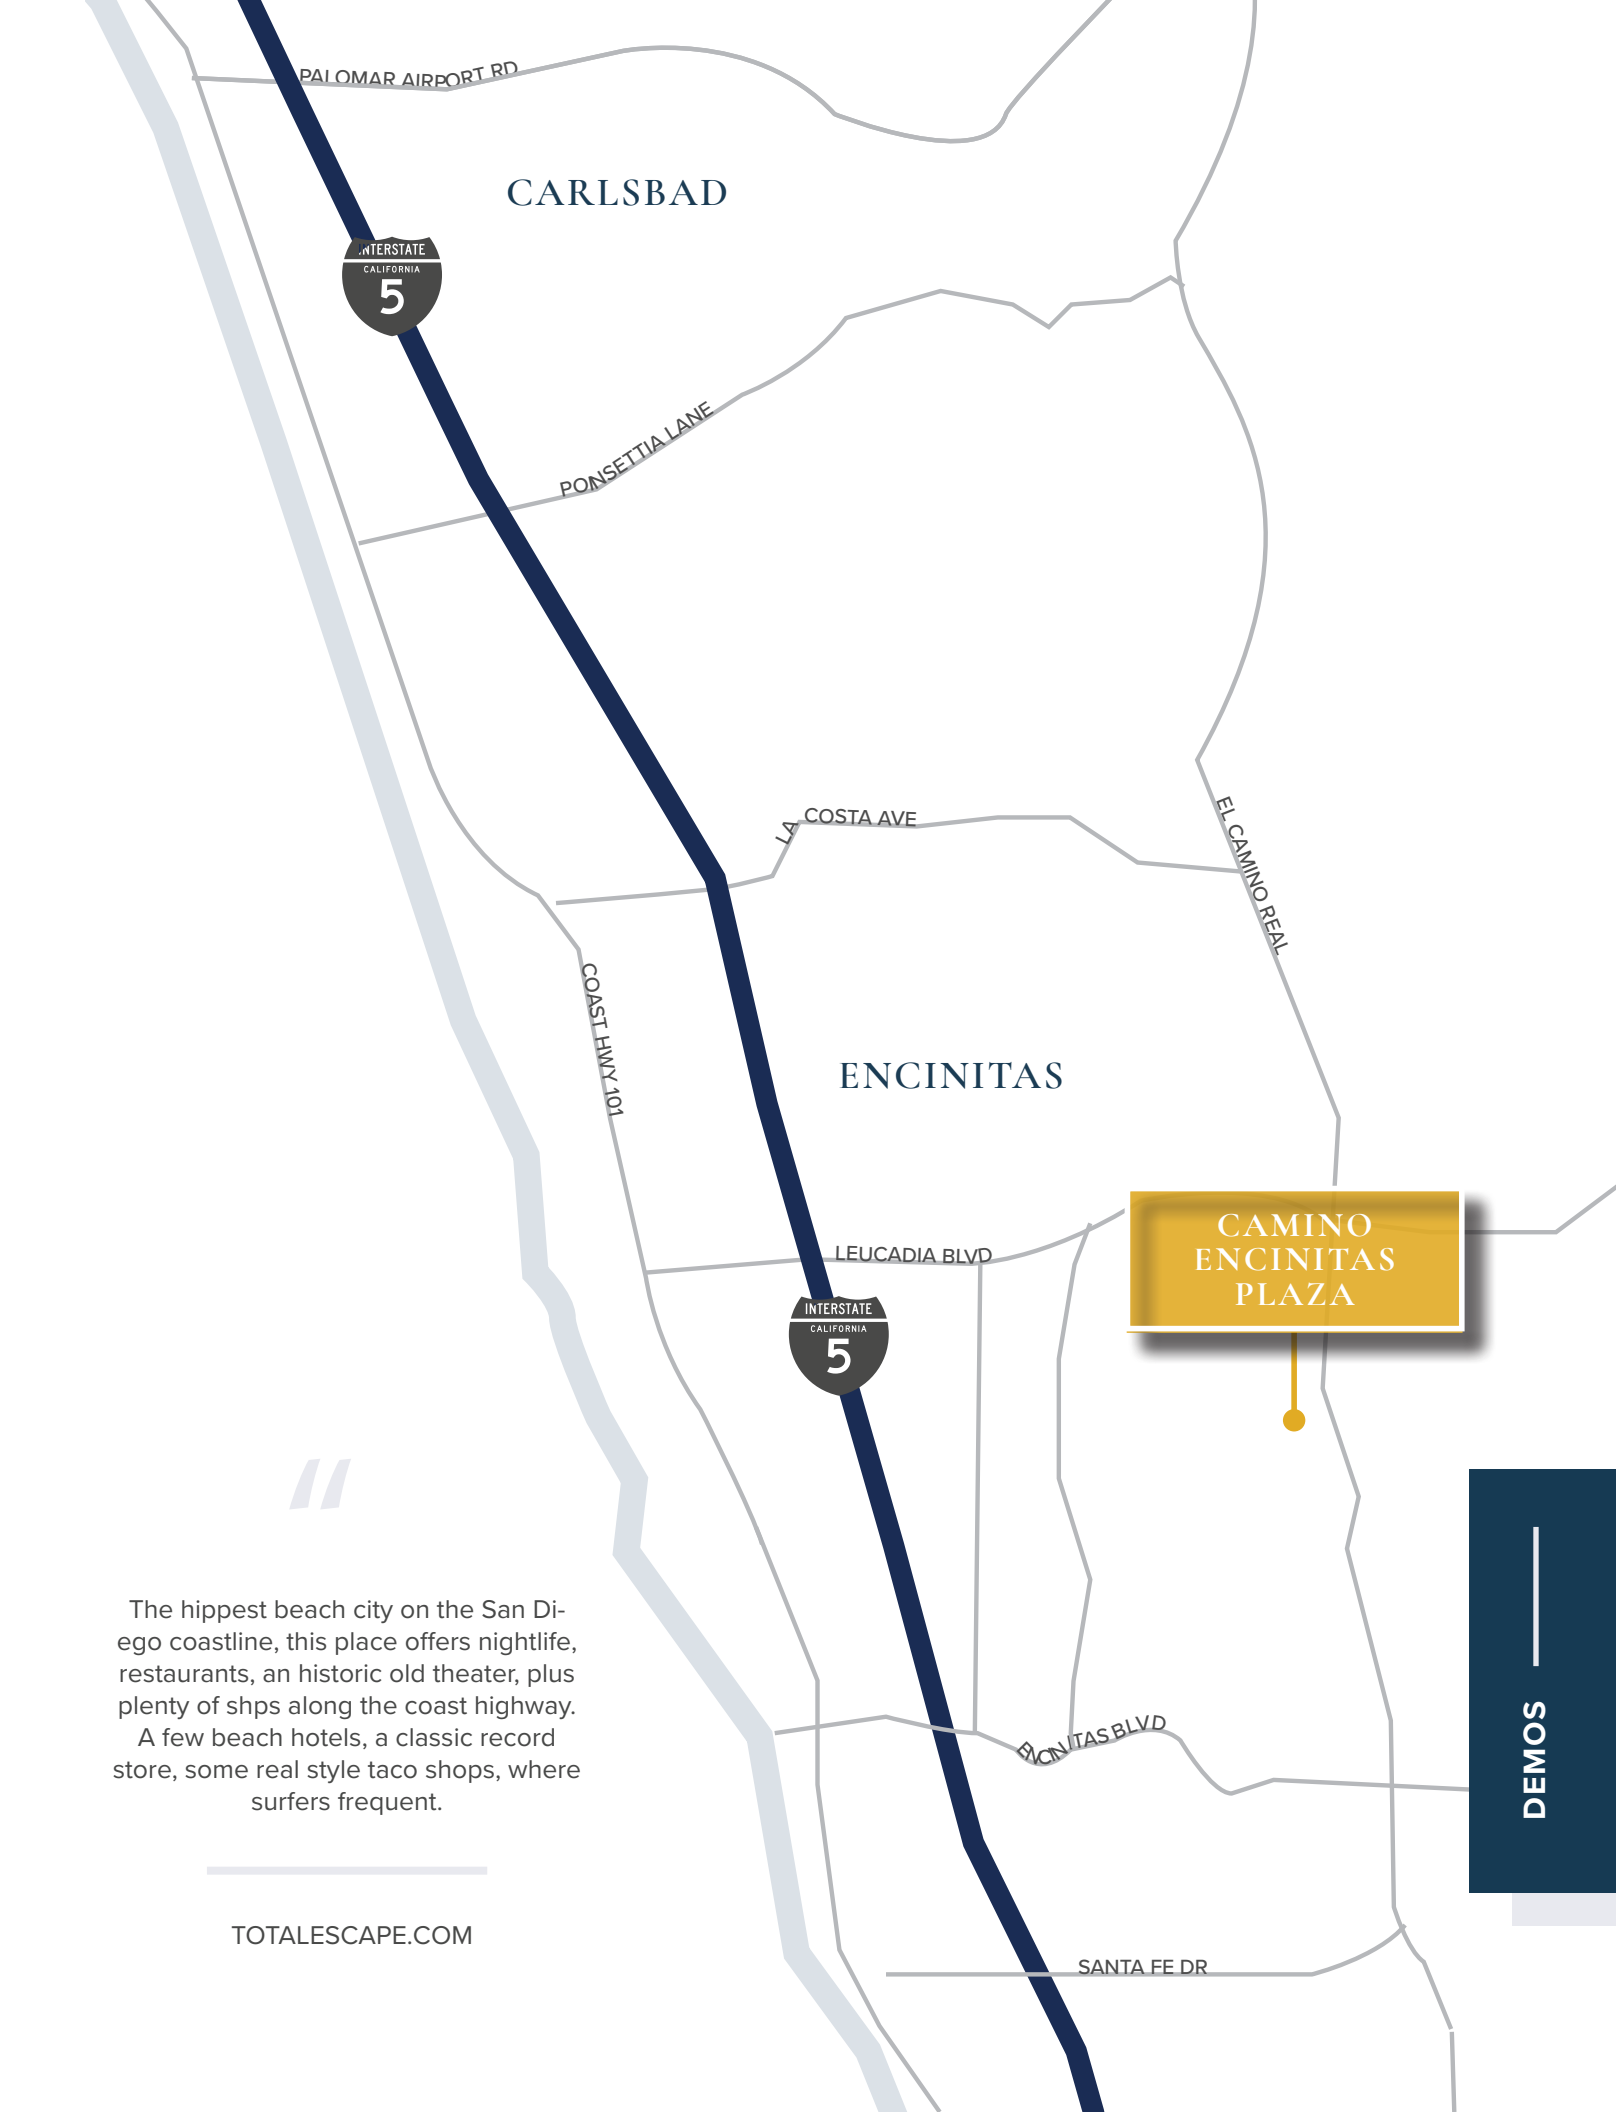 PALOMAR AIRPORT RD
CARLSBAD
INTERSTATE
CALIFORNIA
5
PONSETTIA LANE
LA COSTA AVE
EL CAMINO REAL
COAST HWY 101
ENCINITAS
CAMINO
ENCINITAS
PLAZA
LEUCADIA BLVD
INTERSTATE
CALIFORNIA
5
“
The hippest beach city on the San Di-
ego coastline, this place offers nightlife,
restaurants, an historic old theater, plus
plenty of shps along the coast highway.
A few beach hotels, a classic record
store, some real style taco shops, where
surfers frequent.
TOTALESCAPE.COM
ENCINITAS BLVD
DEMOS
SANTA FE DR